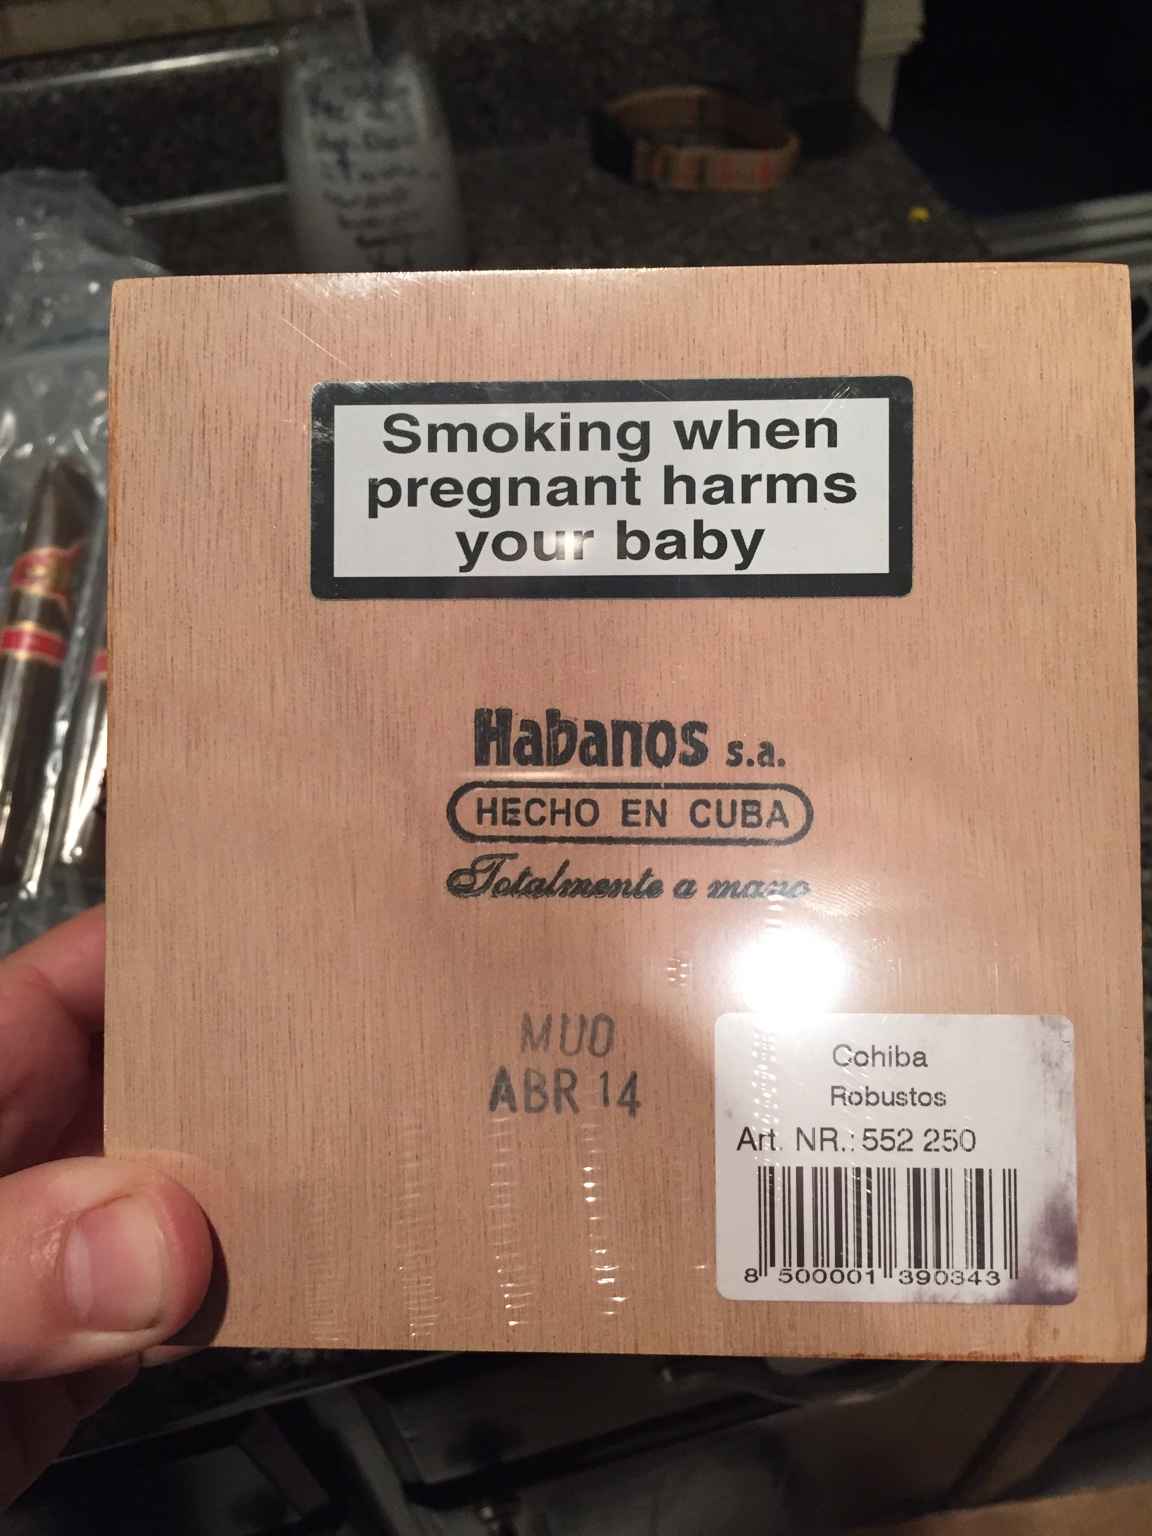 Smoking when
pregnant harms
your baby
Habanos s.a.
HECHO EN CUBA
Totalmente a mano
MUO
ABR 14
Cohiba
Robustos
Art. NR.: 552 250
8 500001 390343